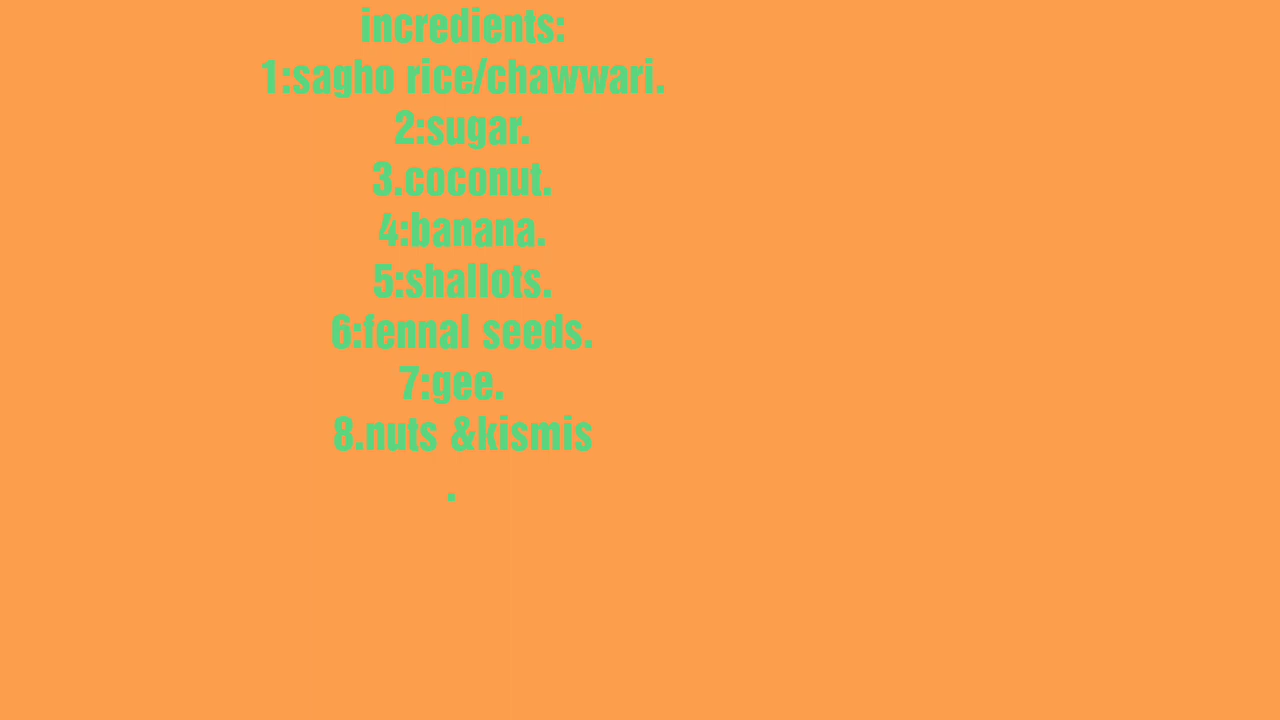 incredients:
1:sagho rice/chawwari.
2:sugar.
3.coconut.
4:banana.
5:shallots.
6:fennal seeds.
7:gee.
8.nuts &kismis
.